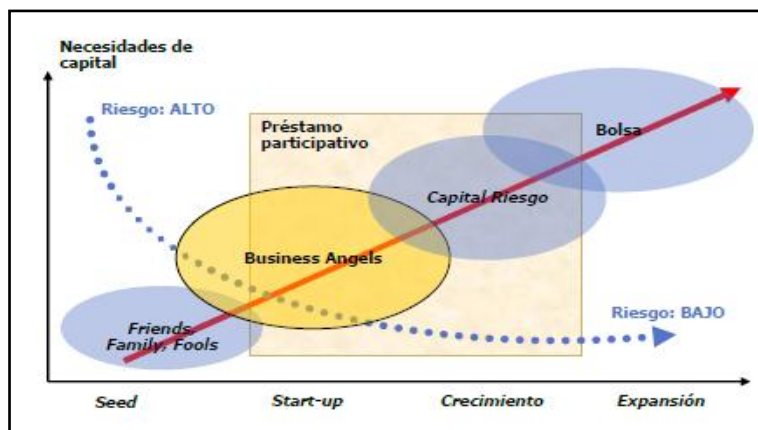 Necesidades de
capital
Riesgo: ALTO
Préstamo
participativo
Bolsa
Capital Riesgo
Business Angels
Riesgo: BAJO
Friends,
Family, Fools
Seed
Start-up
Crecimiento
Expansión